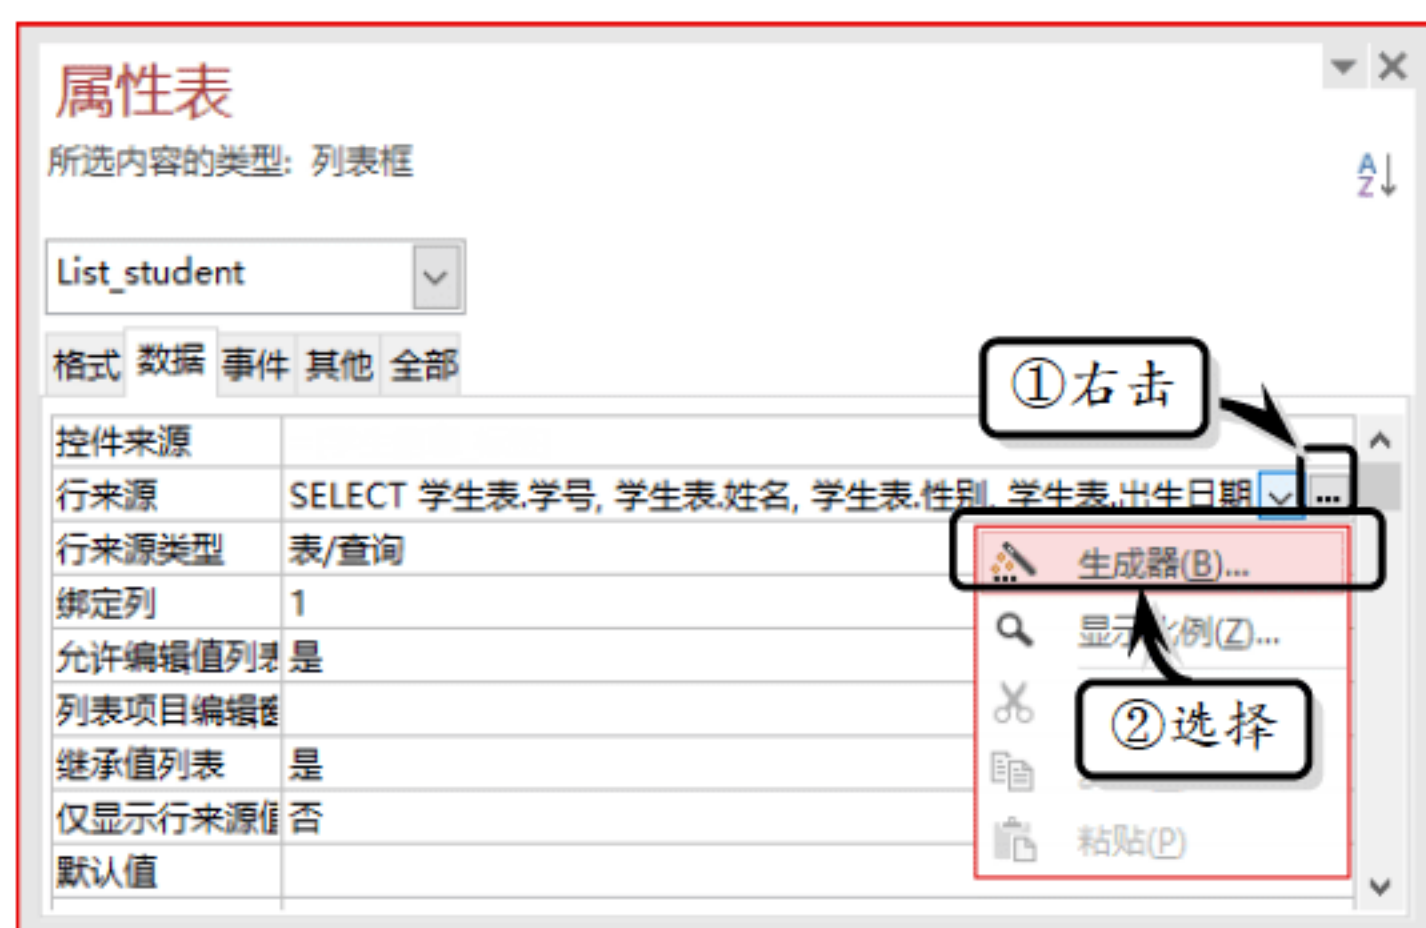 属性表
所选内容的类型: 列表框
A
Z
List_student
格式 数据 事件 其他 全部
①右击
控件来源
行来源 SELECT 学生表.学号, 学生表.姓名, 学生表.性别, 学生表.出生日期 ...
行来源类型 表/查询
生成器(B)...
绑定列 1
显示比例(Z)...
允许编辑值列表 是
列表项目编辑窗
②选择
继承值列表 是
仅显示行来源值 否
粘贴(P)
默认值